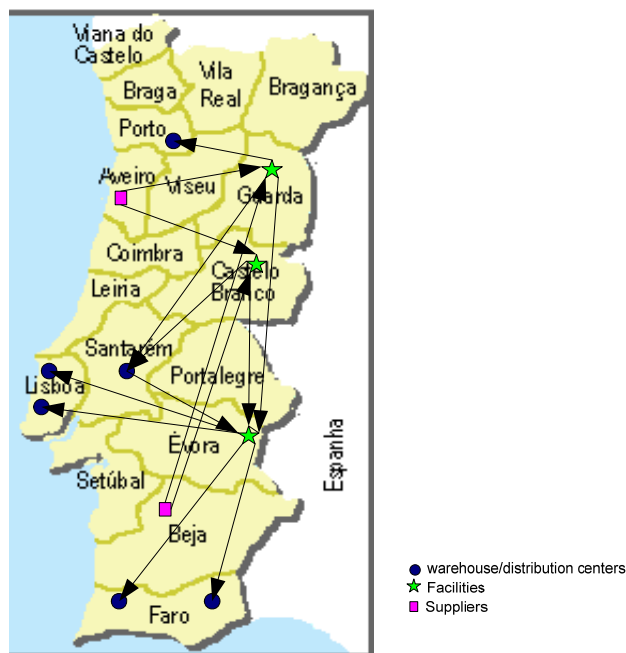 Viana do
Castelo
Vila
Real
Bragança
Braga
Porto
Aveiro
Viseu
Guarda
Coimbra
Castelo
Branco
Leiria
Santarém
Portalegre
Lisboa
Évora
Espanha
Setúbal
Beja
Faro
warehouse/distribution centers
Facilities
Suppliers